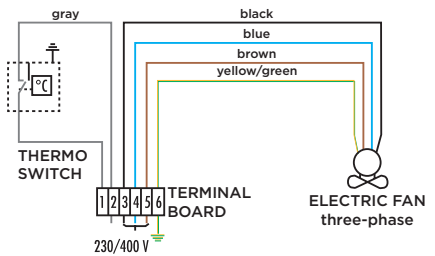 gray
black
blue
brown
yellow/green
°C
THERMO
SWITCH
1 2 3 4 5 6
TERMINAL
BOARD
ELECTRIC FAN
three-phase
230/400 V